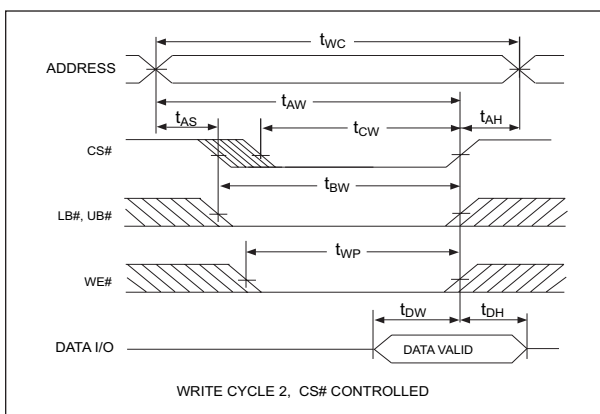 tWC
ADDRESS
tAW
tAS
tCW
tAH
CS#
tBW
LB#, UB#
tWP
WE#
tDW
tDH
DATA I/O
DATA VALID
WRITE CYCLE 2, CS# CONTROLLED